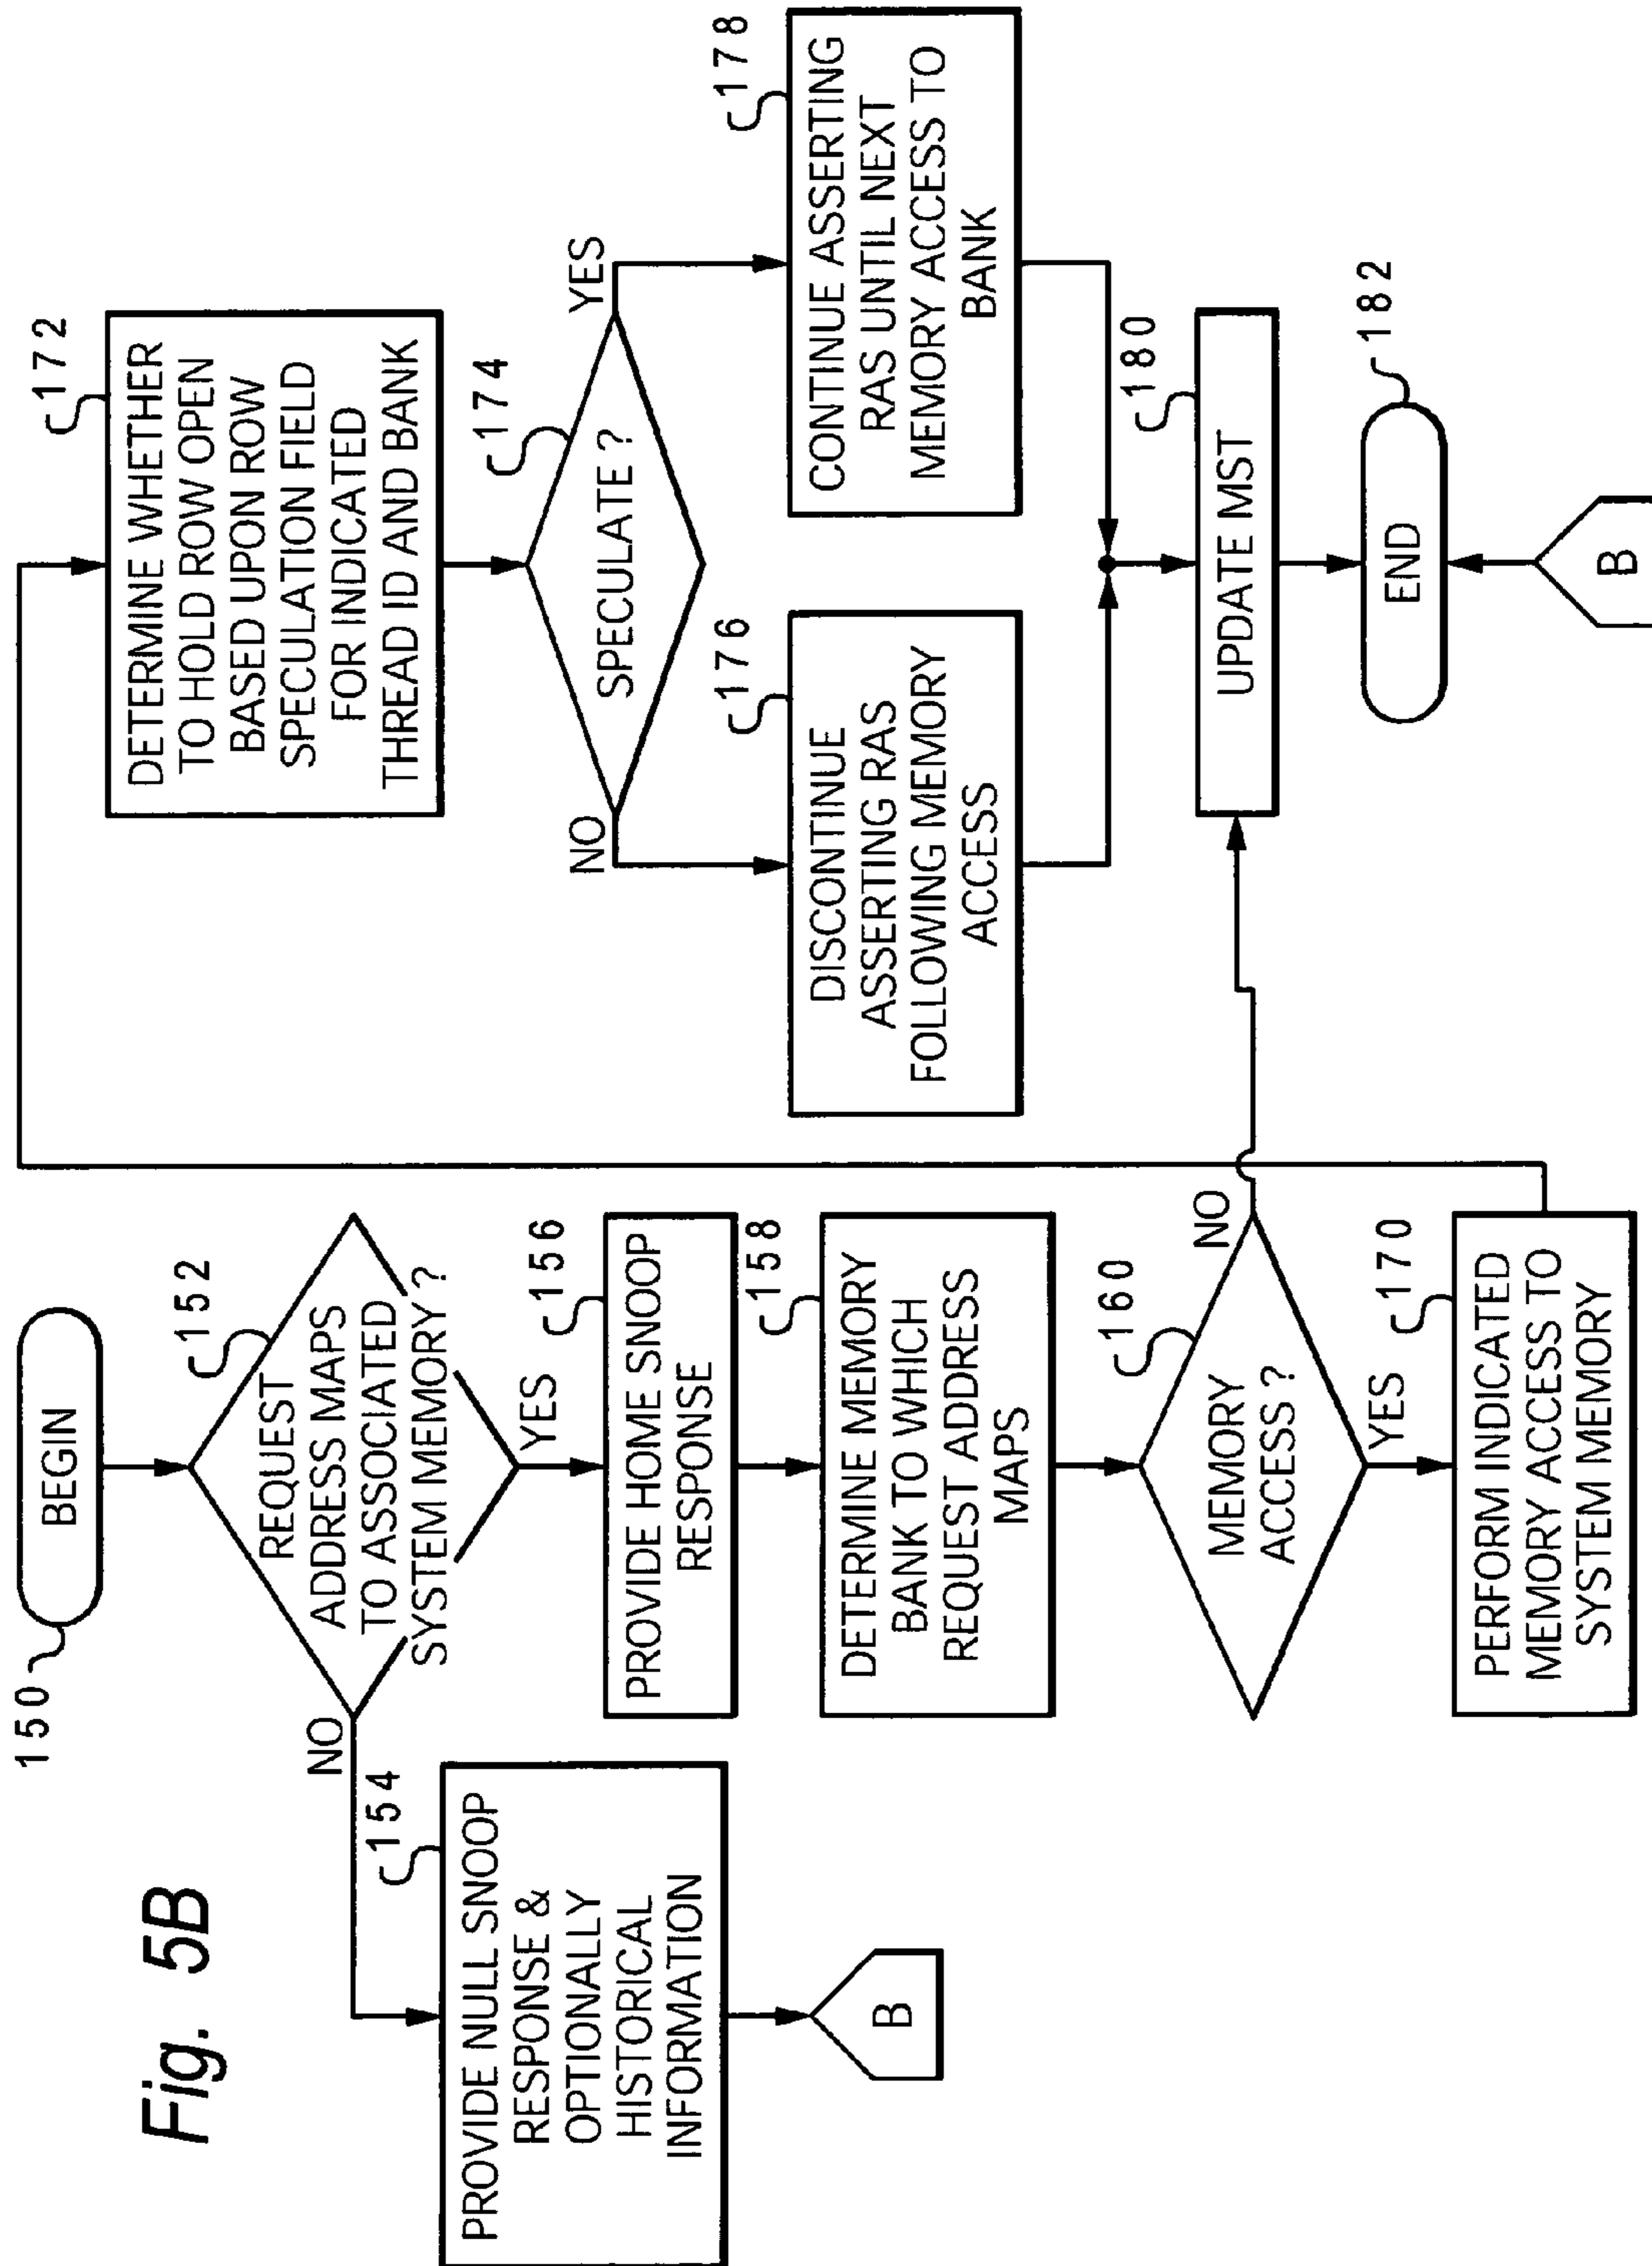 Fig. 5B
150
BEGIN
152
REQUEST
ADDRESS MAPS
TO ASSOCIATED
SYSTEM MEMORY?
NO
YES
154
PROVIDE NULL SNOOP
RESPONSE &
OPTIONALLY
HISTORICAL
INFORMATION
B
156
PROVIDE HOME SNOOP
RESPONSE
158
DETERMINE MEMORY
BANK TO WHICH
REQUEST ADDRESS
MAPS
160
MEMORY
ACCESS?
NO
YES
170
PERFORM INDICATED
MEMORY ACCESS TO
SYSTEM MEMORY
172
DETERMINE WHETHER
TO HOLD ROW OPEN
BASED UPON ROW
SPECULATION FIELD
FOR INDICATED
THREAD ID AND BANK
174
SPECULATE?
NO
YES
176
DISCONTINUE
ASSERTING RAS
FOLLOWING MEMORY
ACCESS
178
CONTINUE ASSERTING
RAS UNTIL NEXT
MEMORY ACCESS TO
BANK
180
UPDATE MST
182
END
B